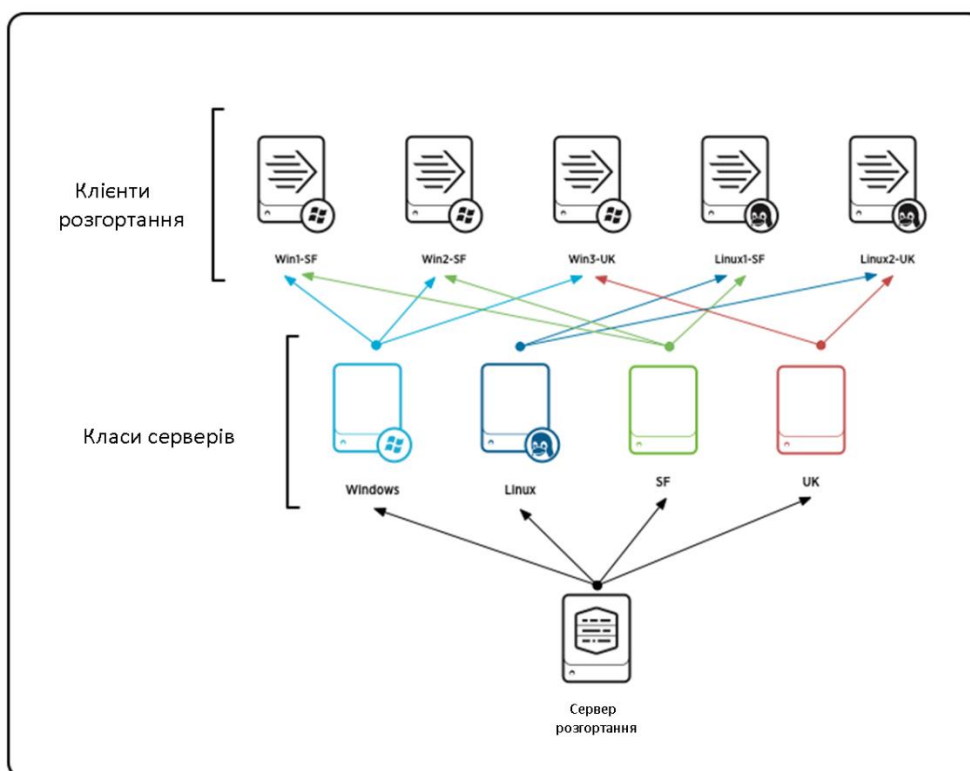 Клієнти
розгортання
Win1-SF
Win2-SF
Win3-UK
Linux1-SF
Linux2-UK
Класи серверів
Windows
Linux
SF
UK
Сервер
розгортання